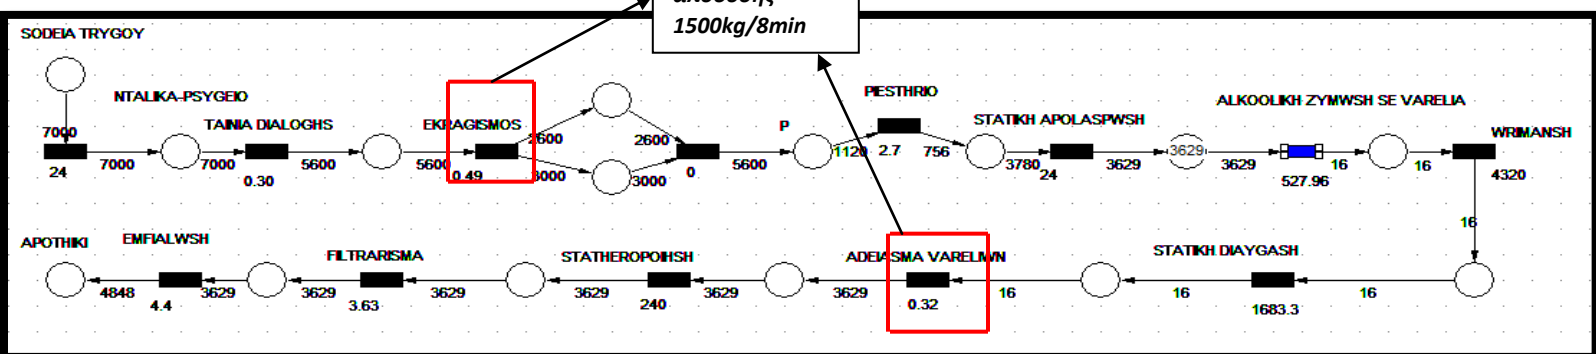 1500kg/8min
SODEIA TRYGOY
NTALIKA-PSYGEIO
TAINIA DIALOGHS
EKRAGISMOS
P
PIESTHRIO
STATIKH APOLASPWSH
ALKOOLIKH ZYMWSH SE VARELIA
WRIMANSH
7000
24
7000
7000
0.30
5600
5600
0.49
2600
3000
2600
3000
0
5600
1120
2.7
756
3780
24
3629
3629
3629
527.96
16
16
4320
16
APOTHIKI
EMFIALWSH
FILTRARISMA
STATHEROPOIHSH
ADEIASMA VARELIWN
STATIKH DIAYGASH
4848
4.4
3629
3629
3.63
3629
3629
240
3629
3629
0.32
16
16
1683.3
16